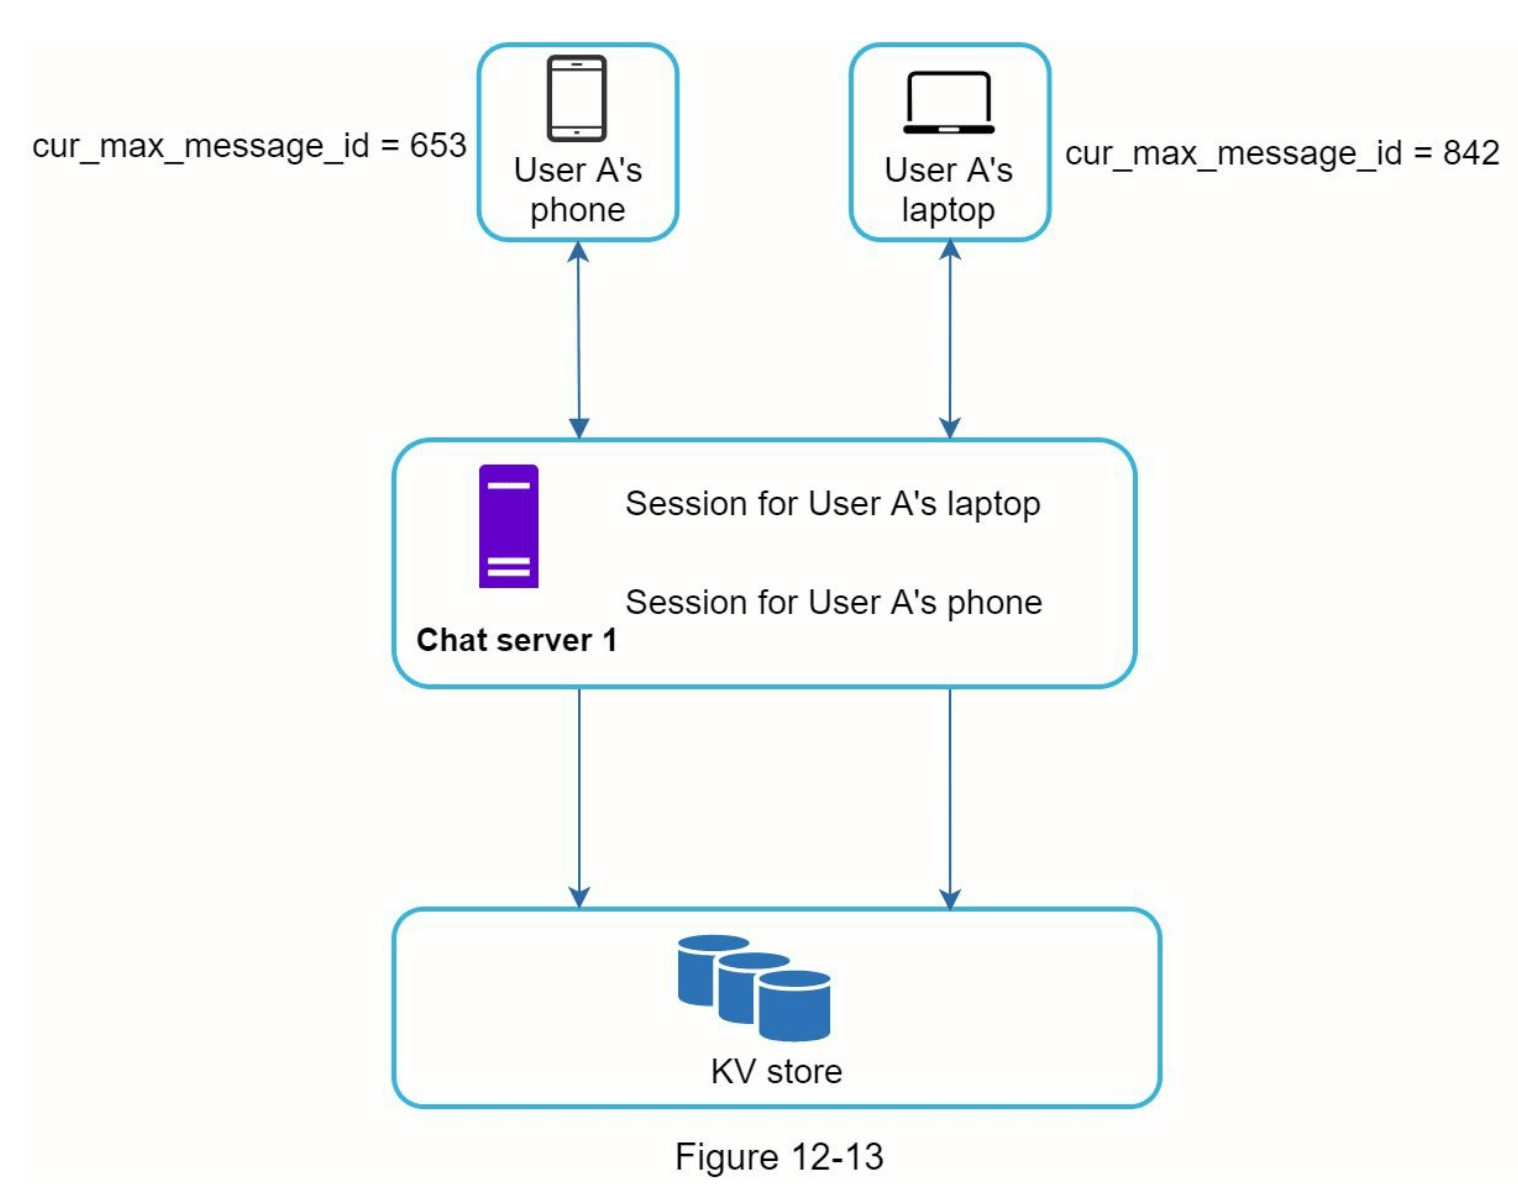 cur_max_message_id = 653
User A's
phone
User A's
laptop
cur_max_message_id = 842
Session for User A's laptop
Session for User A's phone
Chat server 1
KV store
Figure 12-13